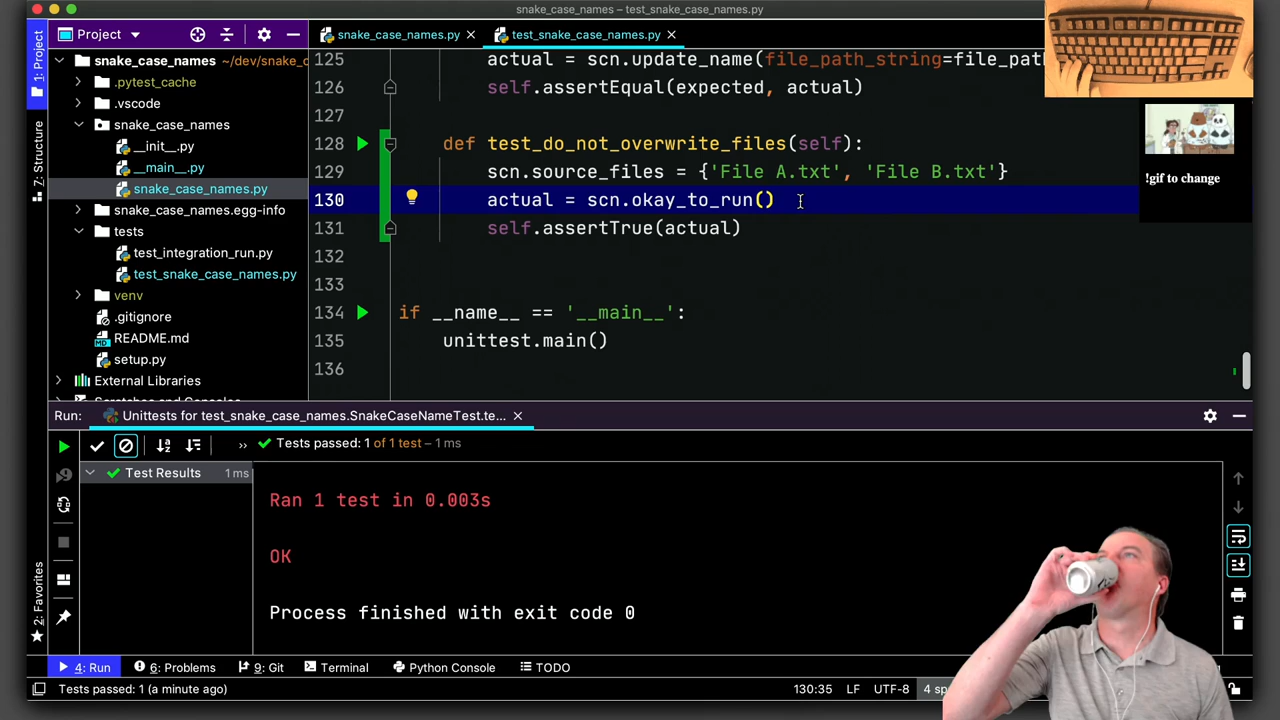 snake_case_names – test_snake_case_names.py
Project
snake_case_names.py
test_snake_case_names.py
1: Project
7: Structure
2: Favorites
snake_case_names ~/dev/snake_c
.pytest_cache
.vscode
snake_case_names
__init__.py
__main__.py
snake_case_names.py
snake_case_names.egg-info
tests
test_integration_run.py
test_snake_case_names.py
venv
.gitignore
README.md
setup.py
External Libraries
125 actual = scn.update_name(file_path_string=file_path
126 self.assertEqual(expected, actual)
127
128 def test_do_not_overwrite_files(self):
129 scn.source_files = {'File A.txt', 'File B.txt'}
130 actual = scn.okay_to_run()
131 self.assertTrue(actual)
132
133
134 if __name__ == '__main__':
135 unittest.main()
136
!gif to change
Run: Unittests for test_snake_case_names.SnakeCaseNameTest.te...
» Tests passed: 1 of 1 test – 1 ms
Test Results 1 ms
Ran 1 test in 0.003s
OK
Process finished with exit code 0
4: Run 6: Problems 9: Git Terminal Python Console TODO
Tests passed: 1 (a minute ago) 130:35 LF UTF-8 4 sp